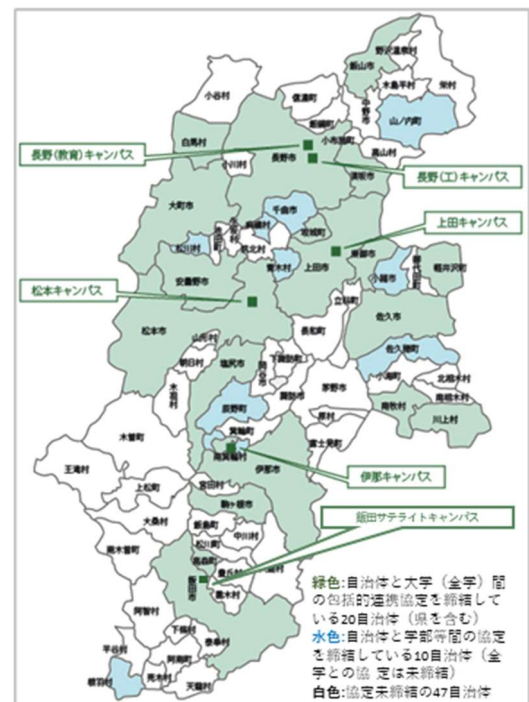 野沢温泉村
飯山市
木島平村
栄村
小谷村
信濃町
中野市
山ノ内町
飯綱町
白馬村
小布施町
高山村
長野(教育)キャンパス
長野市
小川村
長野(工)キャンパス
須坂市
大町市
千曲市
上田キャンパス
麻績村
坂城町
松川村
池田町
生坂村
筑北村
青木村
上田市
東御市
小諸市
御代田町
軽井沢町
安曇野市
松本キャンパス
佐久市
立科町
松本市
長和町
山形村
佐久穂町
朝日村
塩尻市
岡谷市
下諏訪町
小海町
北相木村
茅野市
南相木村
木祖村
諏訪市
辰野町
南牧村
川上村
原村
箕輪町
富士見町
木曽町
南箕輪村
伊那市
王滝村
伊那キャンパス
宮田村
上松町
駒ヶ根市
飯田サテライトキャンパス
大桑村
飯島町
中川村
南木曽町
松川町
高森町
豊丘村
飯田市
喬木村
阿智村
下條村
平谷村
泰阜村
阿南町
根羽村
売木村
天龍村
緑色:自治体と大学(全学)間
の包括的連携協定を締結して
いる20自治体(県を含む)
水色:自治体と学部等間の協定
を締結している10自治体(全
学との協 定は未締結)
白色:協定未締結の47自治体